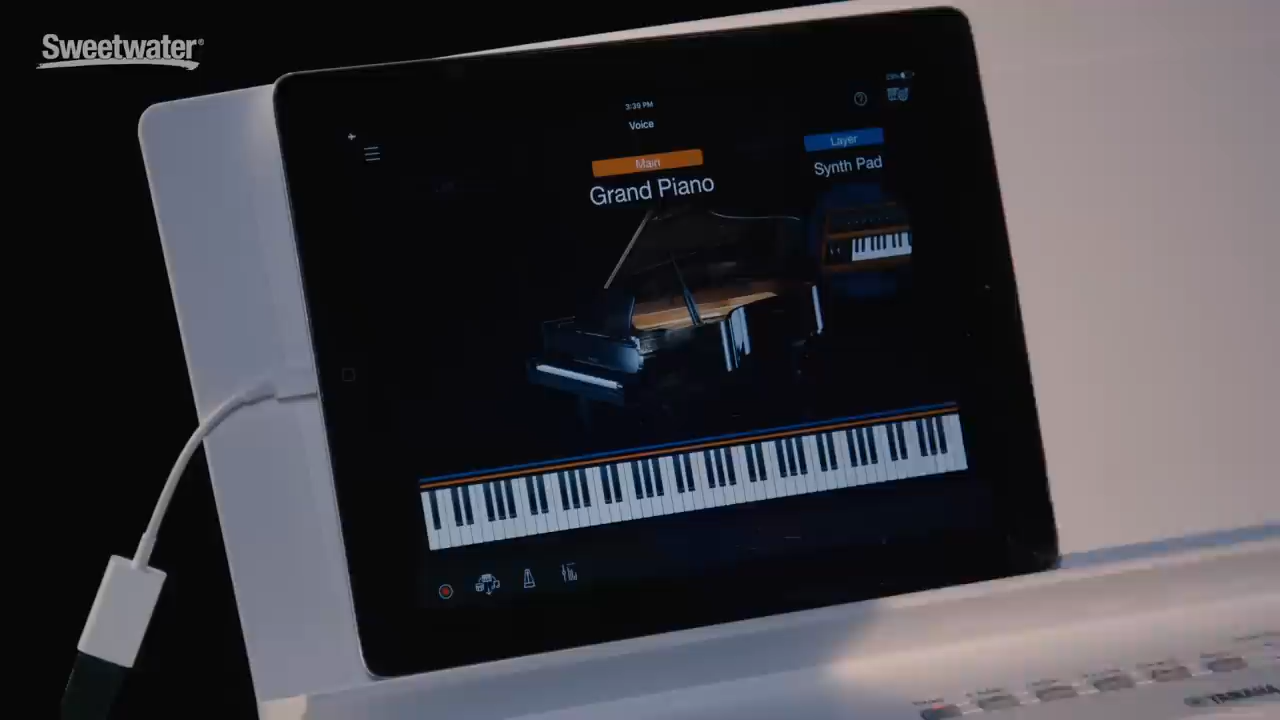 Sweetwater®
3:39 PM
Voice
Main
Grand Piano
Layer
Synth Pad
YAMAHA